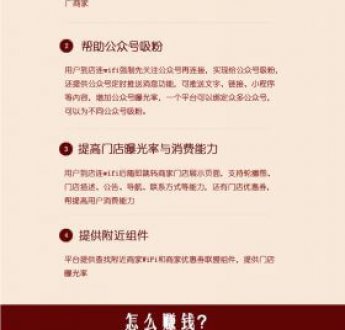 广商家
2 帮助公众号吸粉
用户到店连wifi强制先关注公众号再连接，实现给公众号吸粉，
还提供公众号定时推送消息功能。可推送文字、链接、小程序
等内容，增加公众号曝光率，一个平台可以绑定众多公众号，
可以为不同公众号吸粉。
3 提高门店曝光率与消费能力
用户到店连wifi后随即跳转商家门店展示页面，支持轮播图、
门店描述、公告、导航、联系方式等能力，还有门店优惠券，
帮提高用户消费能力
4 提供附近组件
平台提供查找附近商家WiFi和商家优惠券联盟组件，提供门店
曝光率
怎么赚钱?